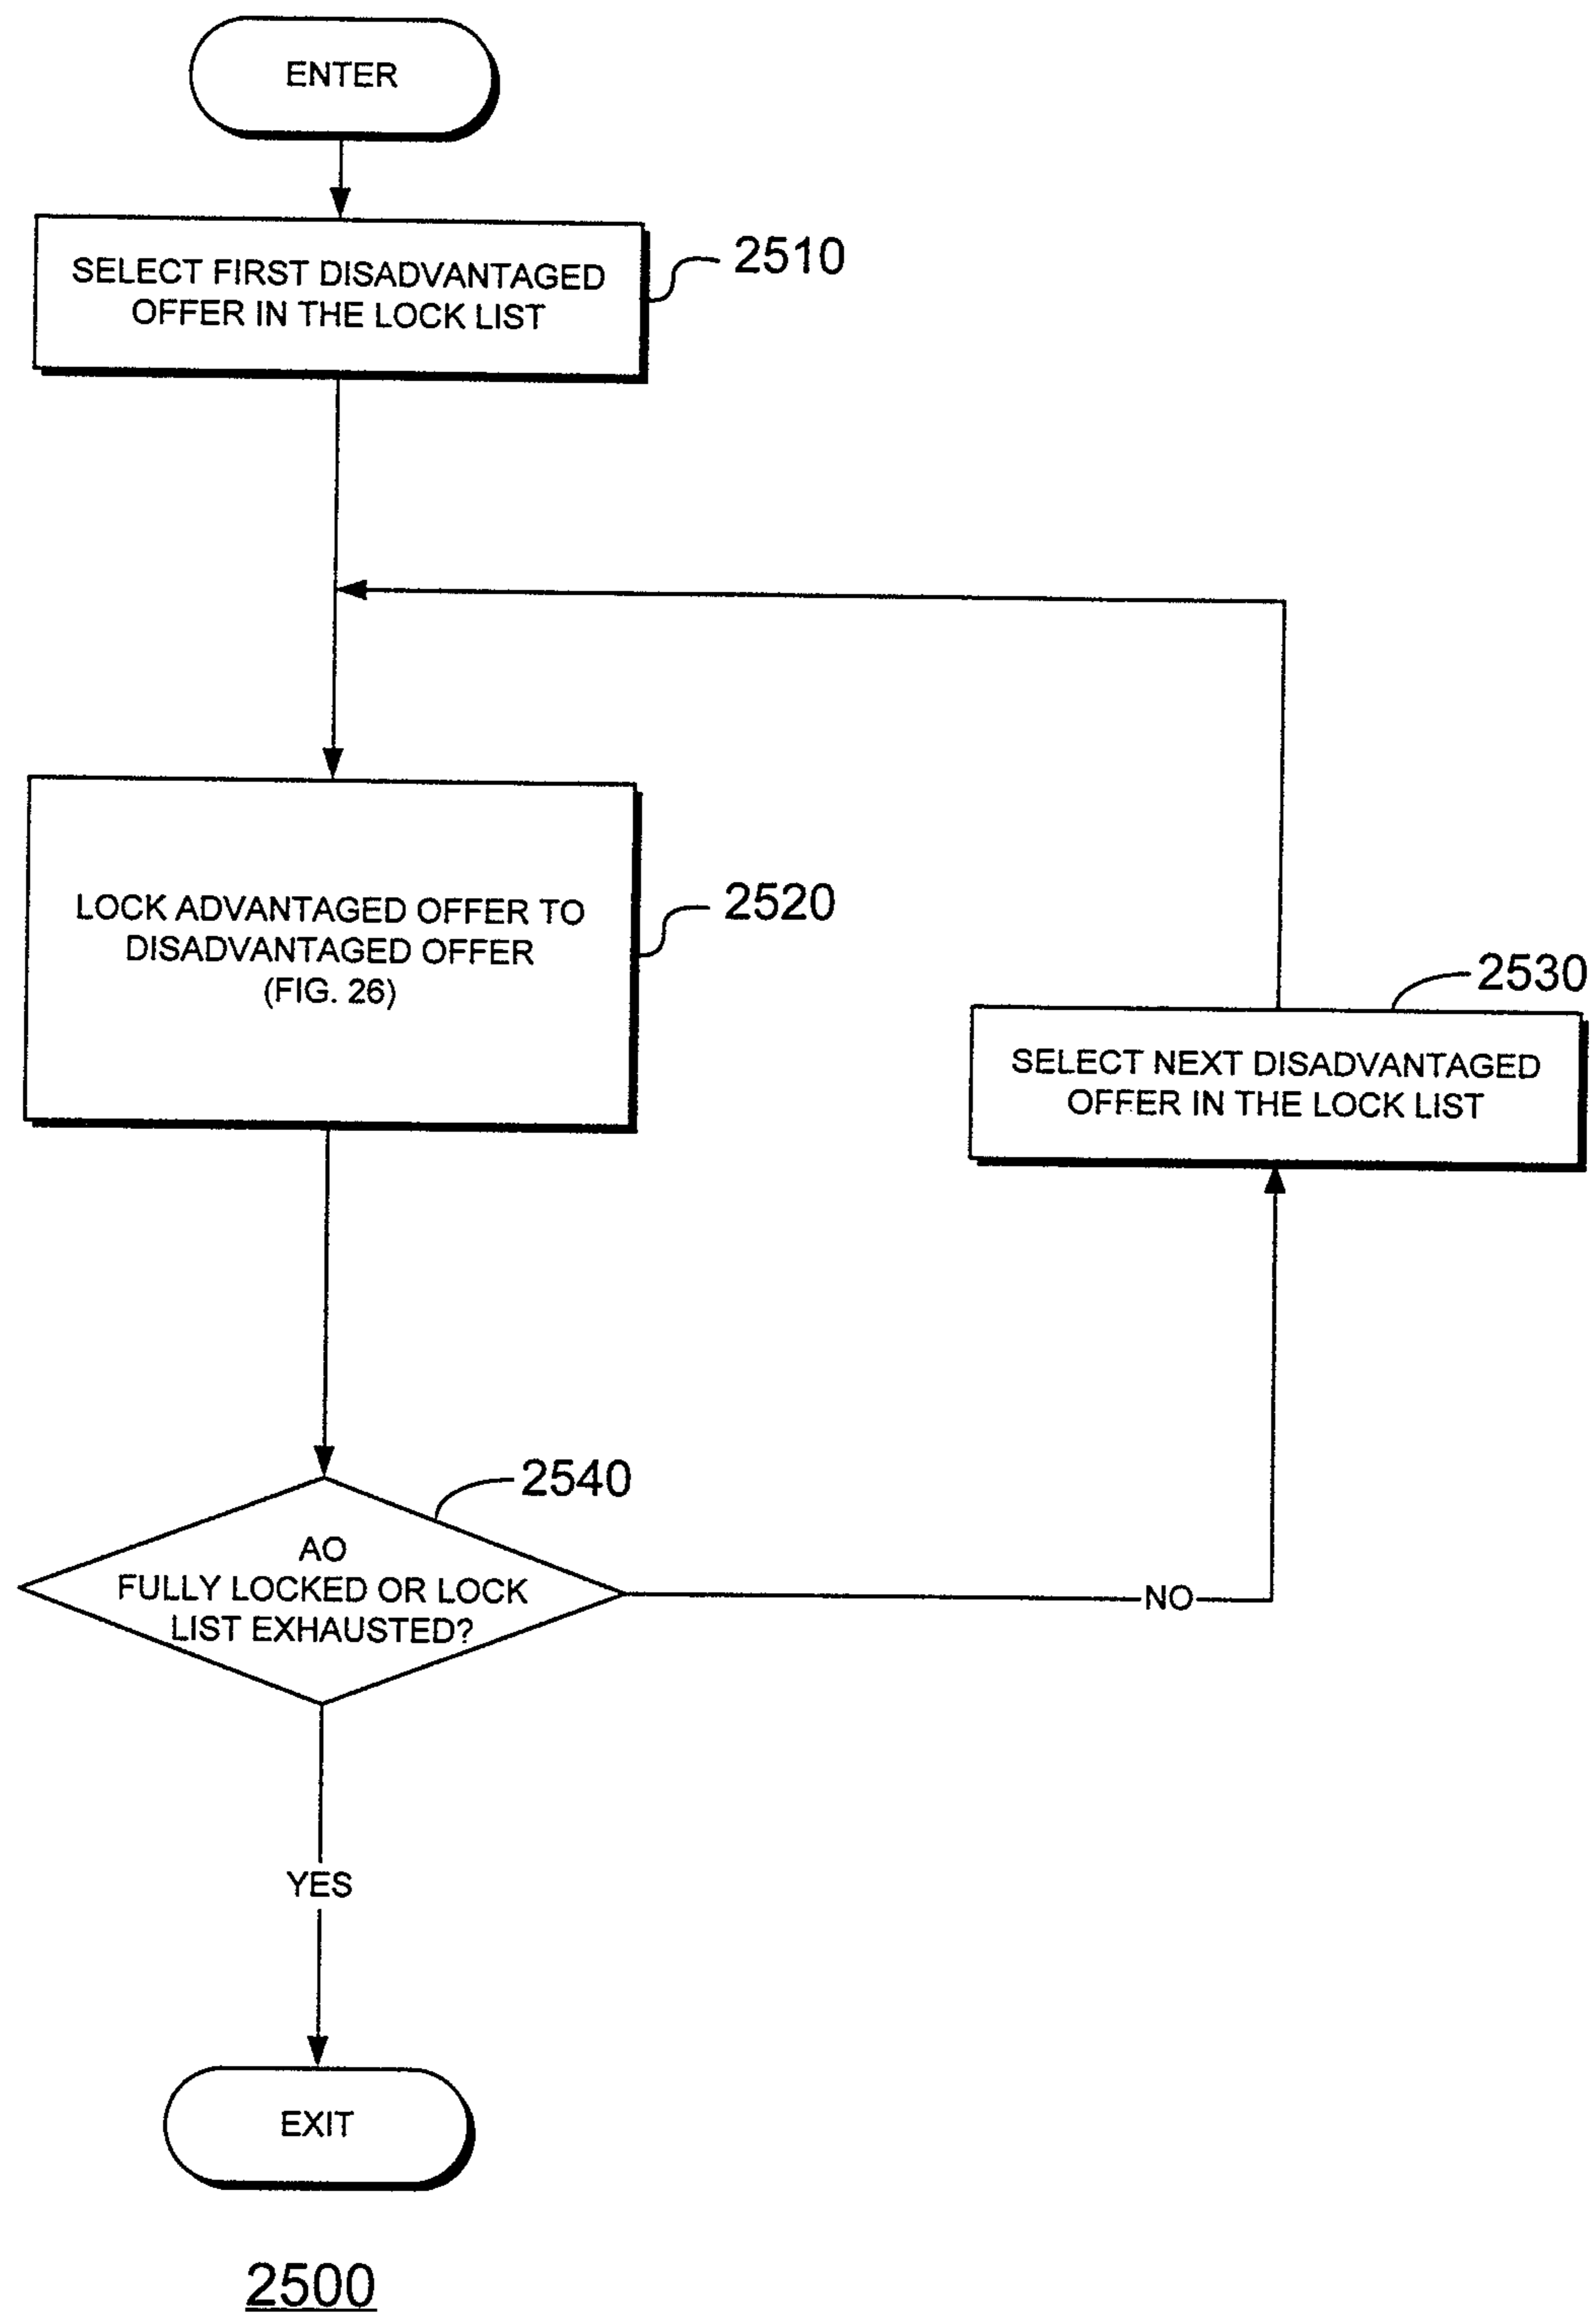 ENTER
SELECT FIRST DISADVANTAGED
OFFER IN THE LOCK LIST
2510
LOCK ADVANTAGED OFFER TO
DISADVANTAGED OFFER
(FIG. 26)
2520
2530
SELECT NEXT DISADVANTAGED
OFFER IN THE LOCK LIST
2540
AO
FULLY LOCKED OR LOCK
LIST EXHAUSTED?
NO
YES
EXIT
2500